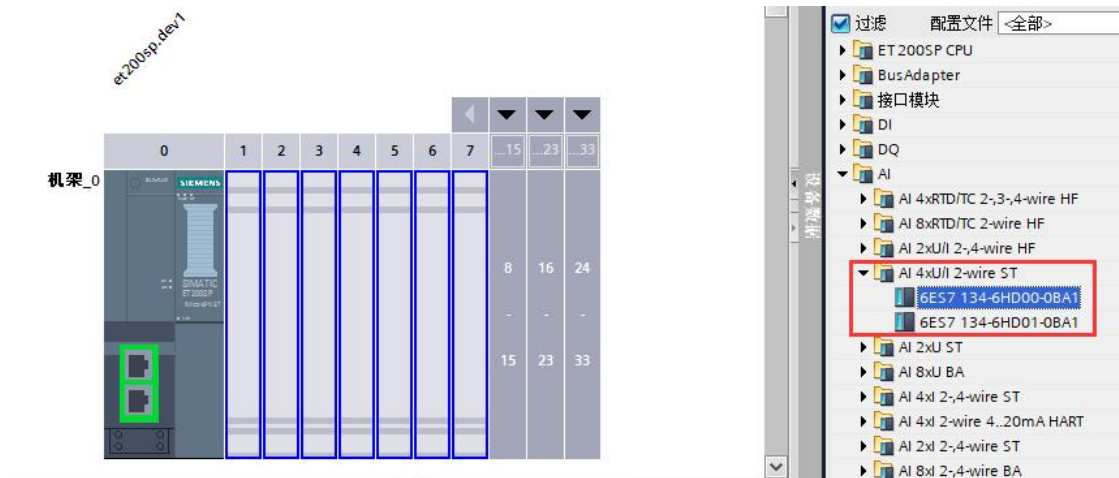 et200sp.dev1
0 1 2 3 4 5 6 7 ...15 ...23 ...33
机架_0
SIEMENS
SIMATIC
ET 200SP
8 16 24
- - -
15 23 33
过滤 配置文件 <全部>
ET 200SP CPU
BusAdapter
接口模块
DI
DQ
AI
AI 4xRTD/TC 2-,3-,4-wire HF
AI 8xRTD/TC 2-wire HF
AI 2xU/I 2-,4-wire HF
AI 4xU/I 2-wire ST
6ES7 134-6HD00-0BA1
6ES7 134-6HD01-0BA1
AI 2xU ST
AI 8xU BA
AI 4xI 2-,4-wire ST
AI 4xI 2-wire 4..20mA HART
AI 2xI 2-,4-wire ST
AI 8xI 2-,4-wire BA